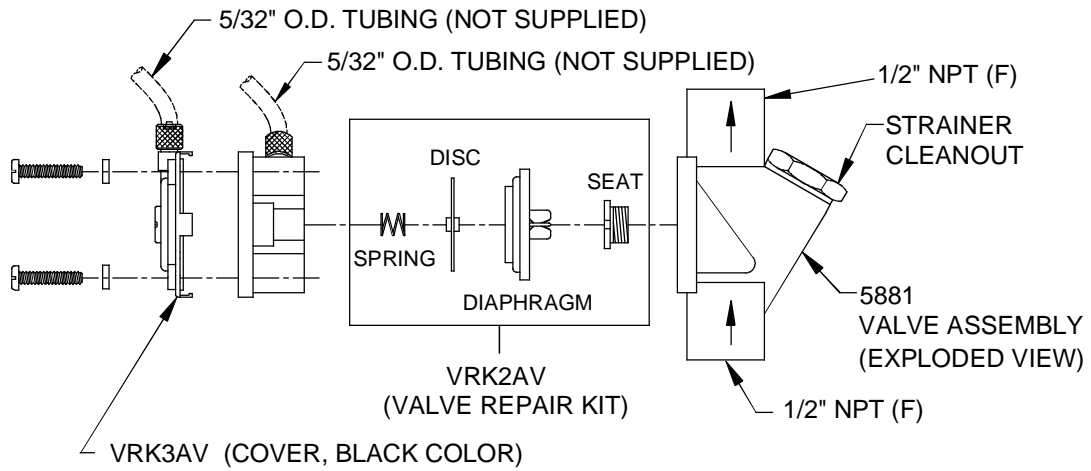 5/32" O.D. TUBING (NOT SUPPLIED)
5/32" O.D. TUBING (NOT SUPPLIED)
1/2" NPT (F)
STRAINER
CLEANOUT
DISC
SEAT
SPRING
DIAPHRAGM
5881
VALVE ASSEMBLY
(EXPLODED VIEW)
VRK2AV
(VALVE REPAIR KIT)
1/2" NPT (F)
VRK3AV (COVER, BLACK COLOR)